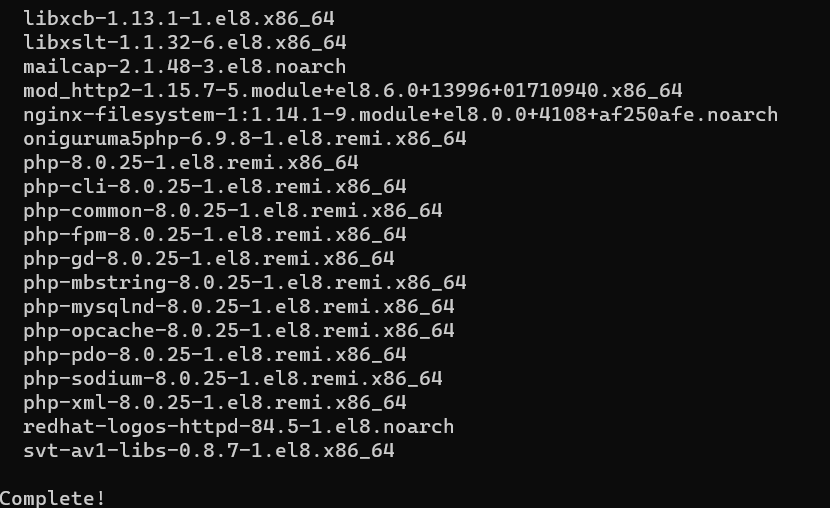 libxcb-1.13.1-1.el8.x86_64
libxslt-1.1.32-6.el8.x86_64
mailcap-2.1.48-3.el8.noarch
mod_http2-1.15.7-5.module+el8.6.0+13996+01710940.x86_64
nginx-filesystem-1:1.14.1-9.module+el8.0.0+4108+af250afe.noarch
oniguruma5php-6.9.8-1.el8.remi.x86_64
php-8.0.25-1.el8.remi.x86_64
php-cli-8.0.25-1.el8.remi.x86_64
php-common-8.0.25-1.el8.remi.x86_64
php-fpm-8.0.25-1.el8.remi.x86_64
php-gd-8.0.25-1.el8.remi.x86_64
php-mbstring-8.0.25-1.el8.remi.x86_64
php-mysqlnd-8.0.25-1.el8.remi.x86_64
php-opcache-8.0.25-1.el8.remi.x86_64
php-pdo-8.0.25-1.el8.remi.x86_64
php-sodium-8.0.25-1.el8.remi.x86_64
php-xml-8.0.25-1.el8.remi.x86_64
redhat-logos-httpd-84.5-1.el8.noarch
svt-av1-libs-0.8.7-1.el8.x86_64
Complete!